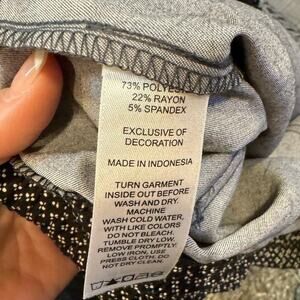 73% POLYESTER
22% RAYON
5% SPANDEX
EXCLUSIVE OF
DECORATION
MADE IN INDONESIA
TURN GARMENT
INSIDE OUT BEFORE
WASH AND DRY.
MACHINE
WASH COLD WATER,
WITH LIKE COLORS
DO NOT BLEACH.
TUMBLE DRY LOW.
REMOVE PROMPTLY.
LOW IRON, USE
PRESS CLOTH. DO
NOT DRY CLEAN.